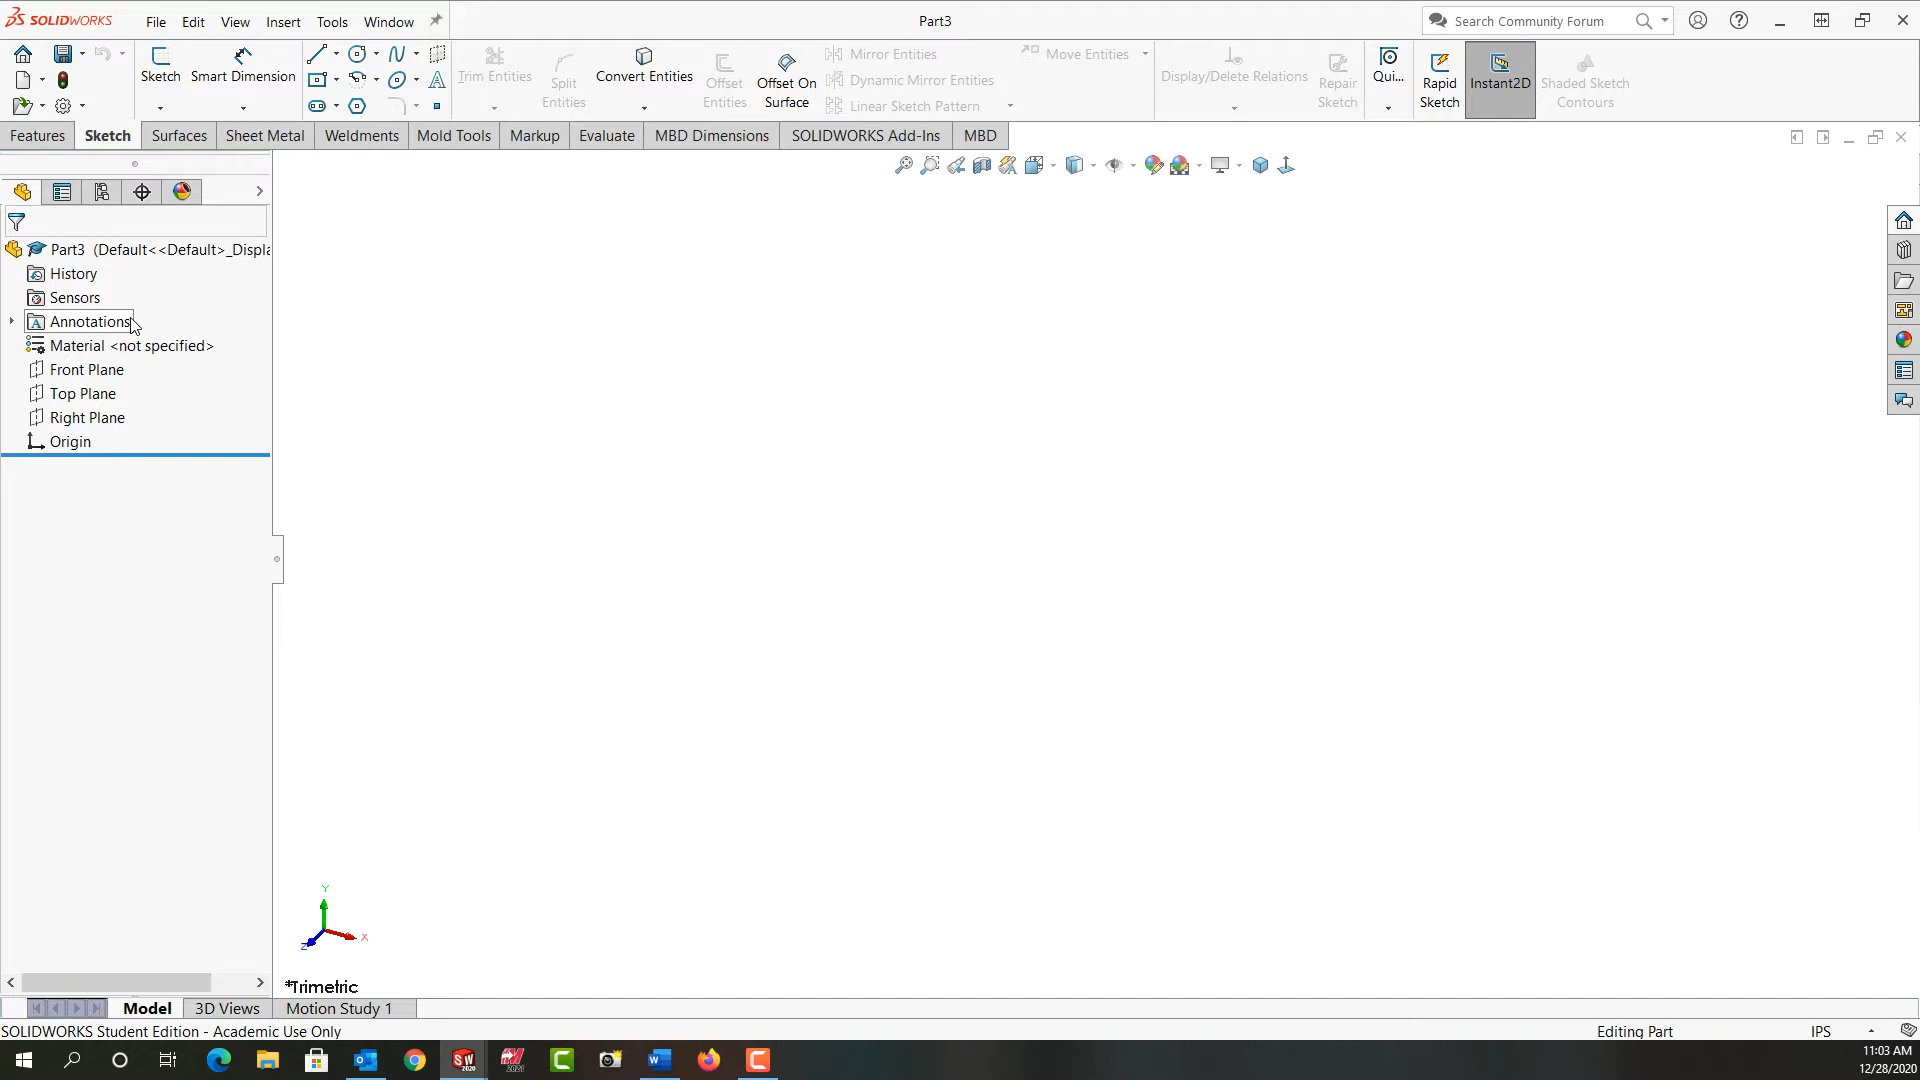 SOLIDWORKS File Edit View Insert Tools Window Part3 Search Community Forum
Sketch Smart Dimension Trim Entities Split Entities Convert Entities Offset Entities Offset On Surface Mirror Entities Dynamic Mirror Entities Linear Sketch Pattern Move Entities Display/Delete Relations Repair Sketch Qui... Rapid Sketch Instant2D Shaded Sketch Contours
Features Sketch Surfaces Sheet Metal Weldments Mold Tools Markup Evaluate MBD Dimensions SOLIDWORKS Add-Ins MBD
Part3 (Default<<Default>_Displa
History
Sensors
Annotations
Material <not specified>
Front Plane
Top Plane
Right Plane
Origin
Y
X
Z
*Trimetric
Model 3D Views Motion Study 1
SOLIDWORKS Student Edition - Academic Use Only Editing Part IPS
11:03 AM
12/28/2020